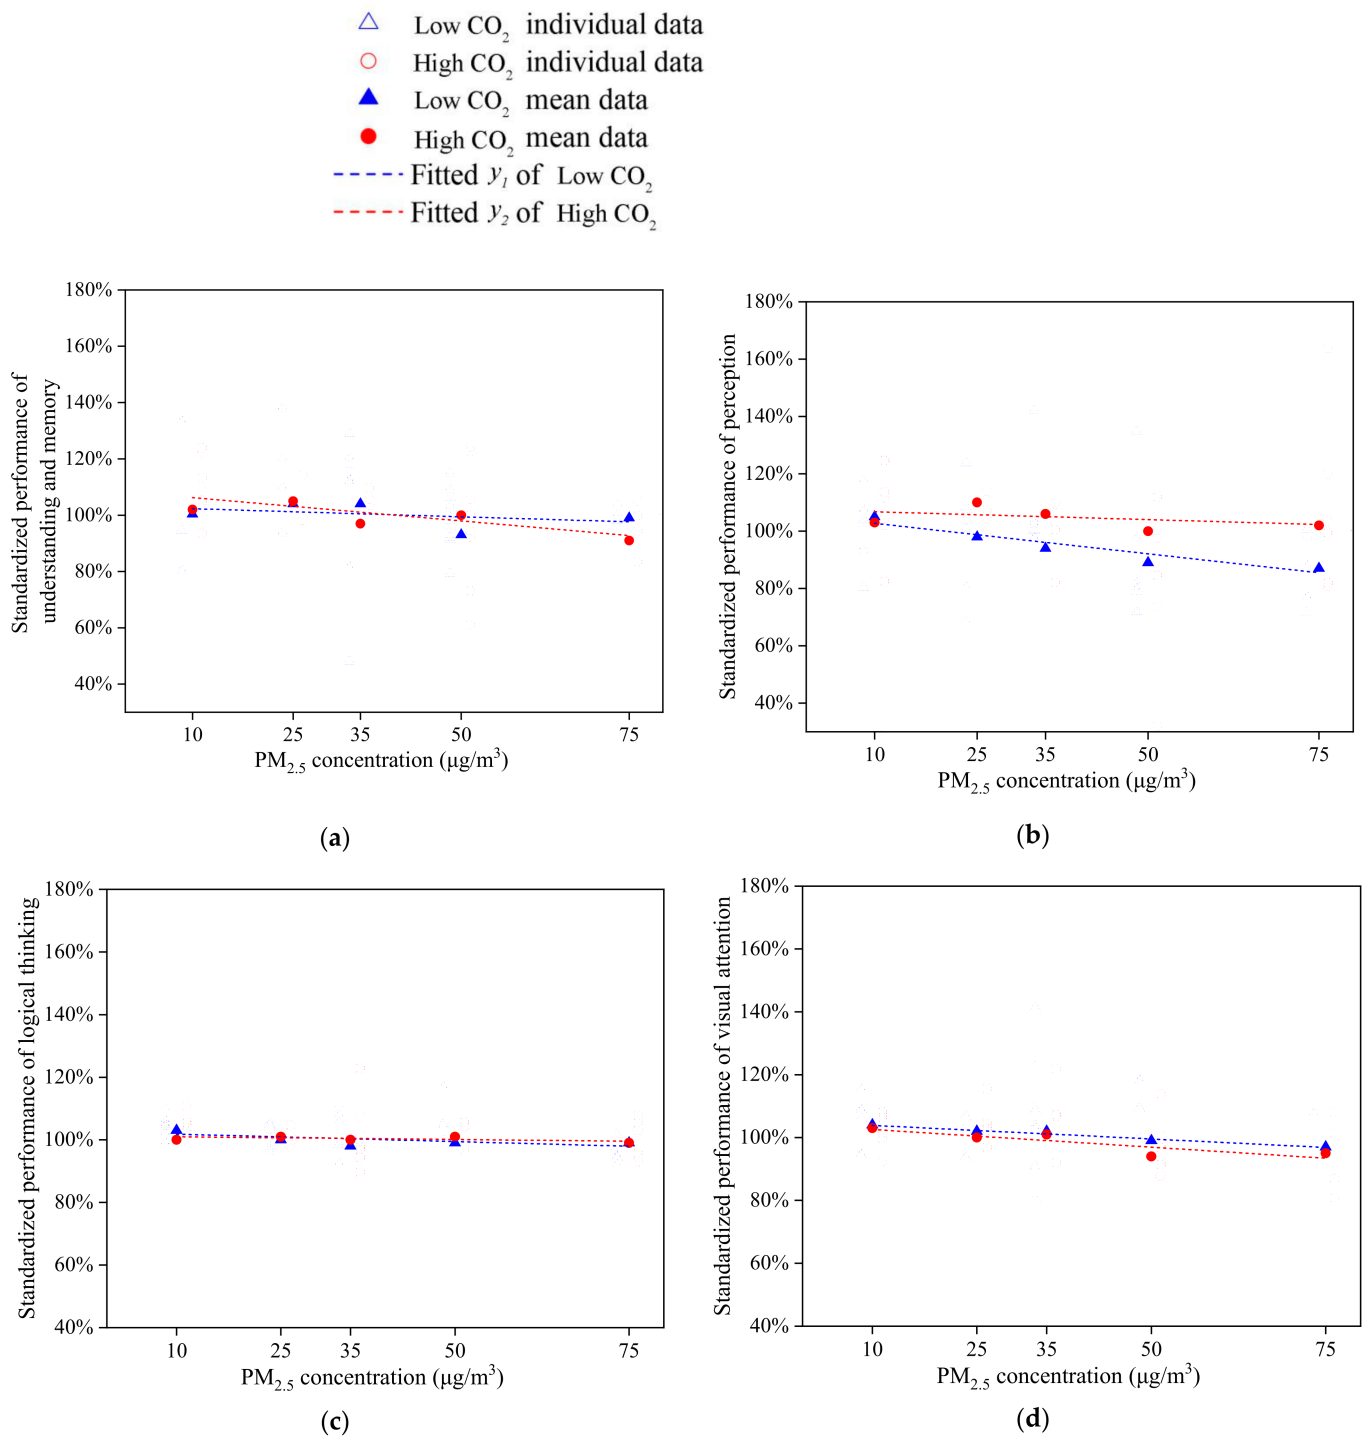 Low CO2 individual data
High CO2 individual data
Low CO2 mean data
High CO2 mean data
Fitted y1 of Low CO2
Fitted y2 of High CO2
Standardized performance of
understanding and memory
180%
160%
140%
120%
100%
80%
60%
40%
10 25 35 50 75
PM2.5 concentration (μg/m3)
(a)
Standardized performance of perception
180%
160%
140%
120%
100%
80%
60%
40%
10 25 35 50 75
PM2.5 concentration (μg/m3)
(b)
Standardized performance of logical thinking
180%
160%
140%
120%
100%
80%
60%
40%
10 25 35 50 75
PM2.5 concentration (μg/m3)
(c)
Standardized performance of visual attention
180%
160%
140%
120%
100%
80%
60%
40%
10 25 35 50 75
PM2.5 concentration (μg/m3)
(d)